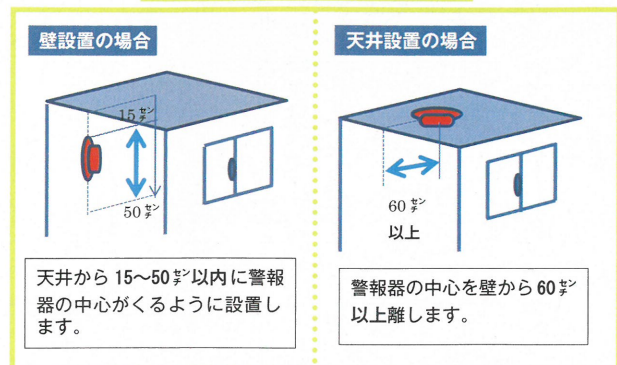 壁設置の場合
15㌢
50㌢
天井から 15〜50㌢以内に警報
器の中心がくるように設置し
ます。
天井設置の場合
60㌢
以上
警報器の中心を壁から 60㌢
以上離します。